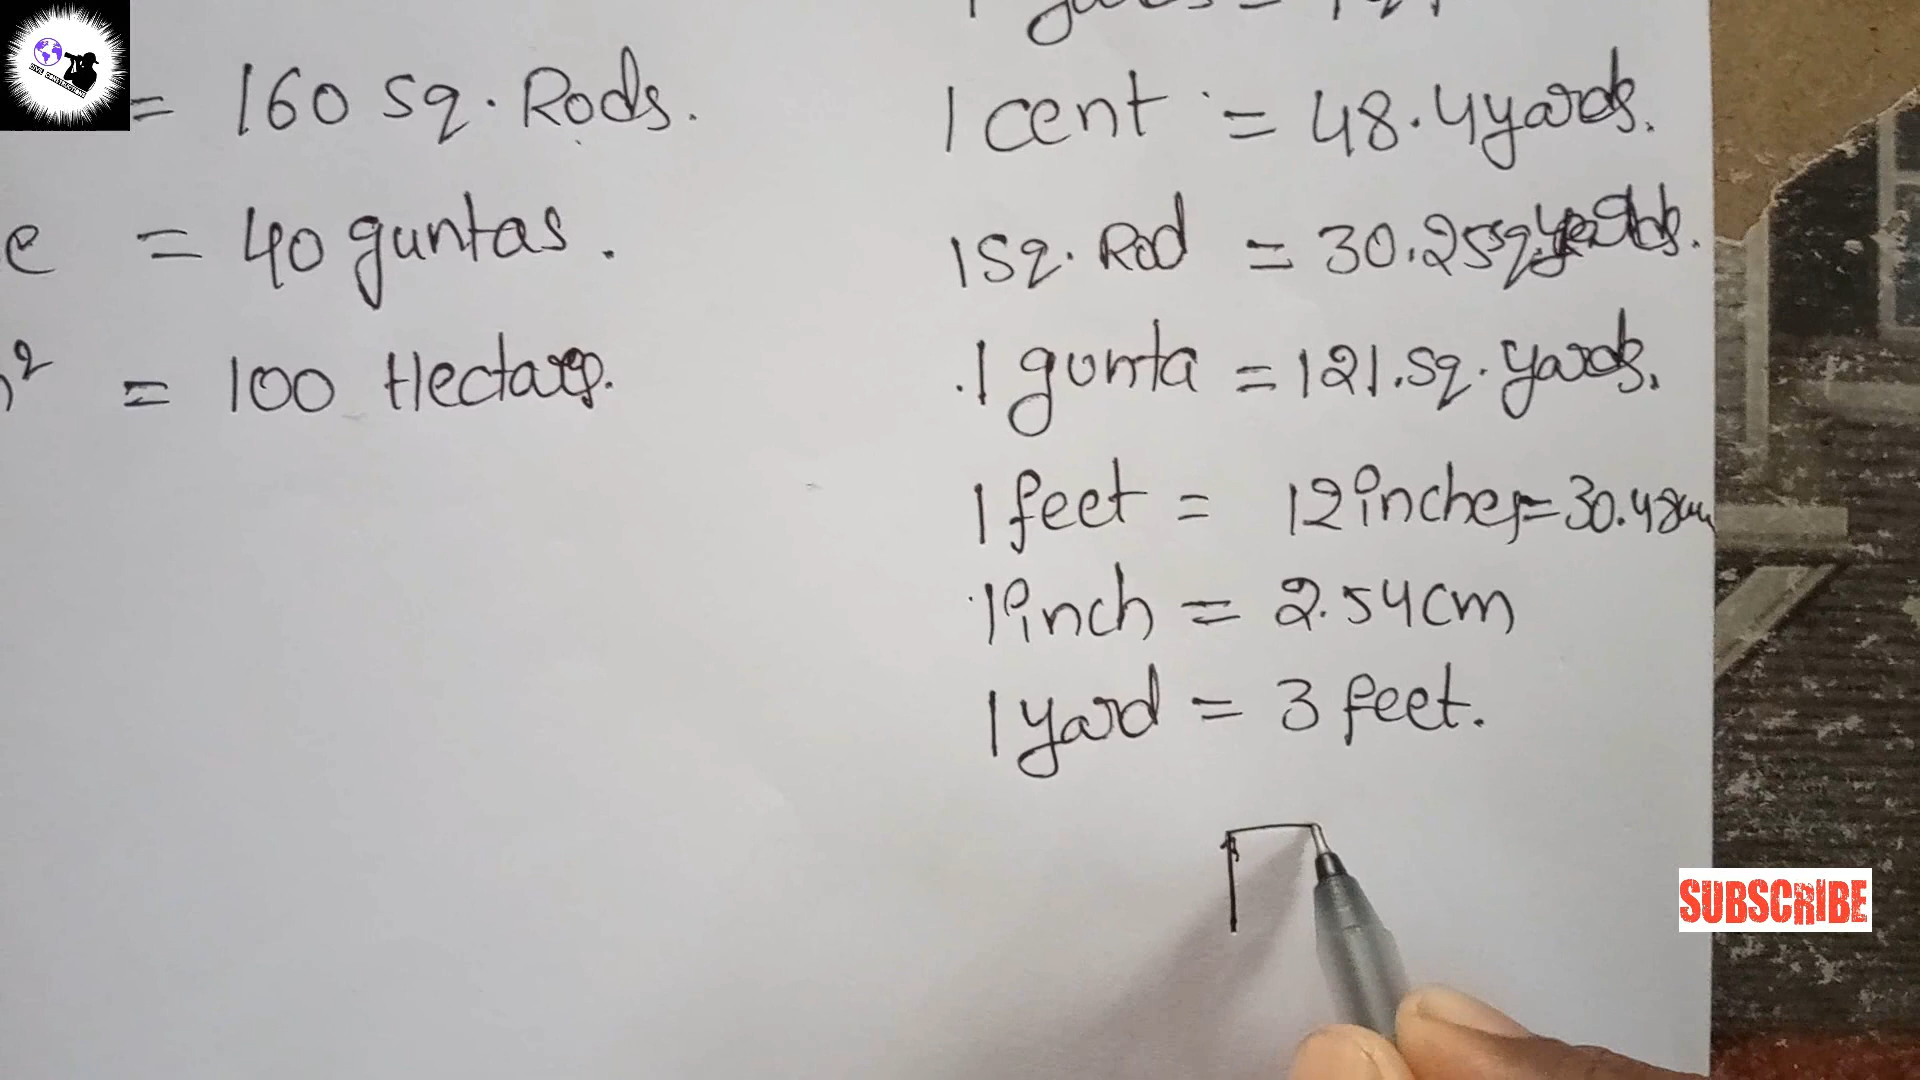 = 160 Sq. Rods.
e = 40 guntas.
2 = 100 Hectares.
1 cent = 48.4 yards.
1 Sq. Rod = 30.25 sq. yards.
1 gunta = 121. Sq. yards.
1 feet = 12 inches = 30.48cm
1 inch = 2.54 cm
1 yard = 3 feet.
SUBSCRIBE